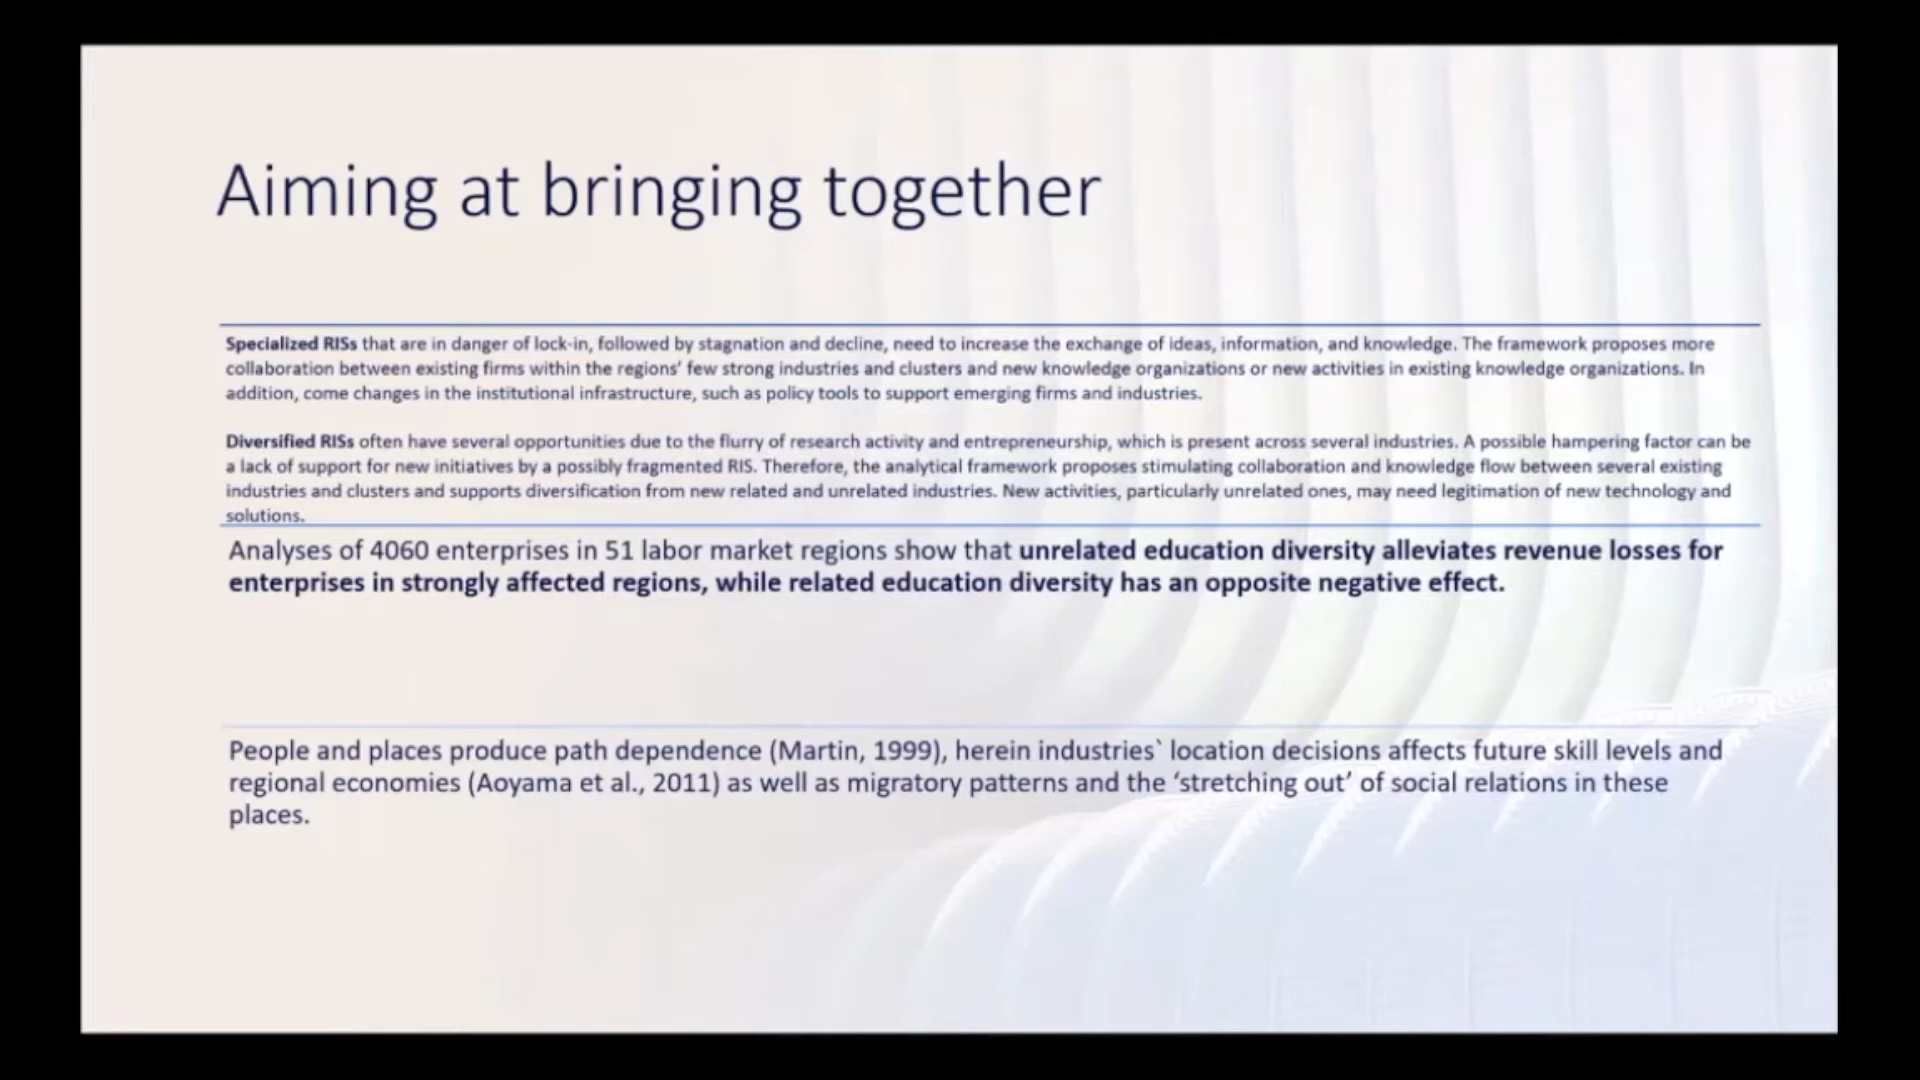 Aiming at bringing together
Specialized RISs that are in danger of lock-in, followed by stagnation and decline, need to increase the exchange of ideas, information, and knowledge. The framework proposes more
collaboration between existing firms within the regions' few strong industries and clusters and new knowledge organizations or new activities in existing knowledge organizations. In
addition, come changes in the institutional infrastructure, such as policy tools to support emerging firms and industries.
Diversified RISs often have several opportunities due to the flurry of research activity and entrepreneurship, which is present across several industries. A possible hampering factor can be
a lack of support for new initiatives by a possibly fragmented RIS. Therefore, the analytical framework proposes stimulating collaboration and knowledge flow between several existing
industries and clusters and supports diversification from new related and unrelated industries. New activities, particularly unrelated ones, may need legitimation of new technology and
solutions.
Analyses of 4060 enterprises in 51 labor market regions show that unrelated education diversity alleviates revenue losses for
enterprises in strongly affected regions, while related education diversity has an opposite negative effect.
People and places produce path dependence (Martin, 1999), herein industries` location decisions affects future skill levels and
regional economies (Aoyama et al., 2011) as well as migratory patterns and the ‘stretching out’ of social relations in these
places.